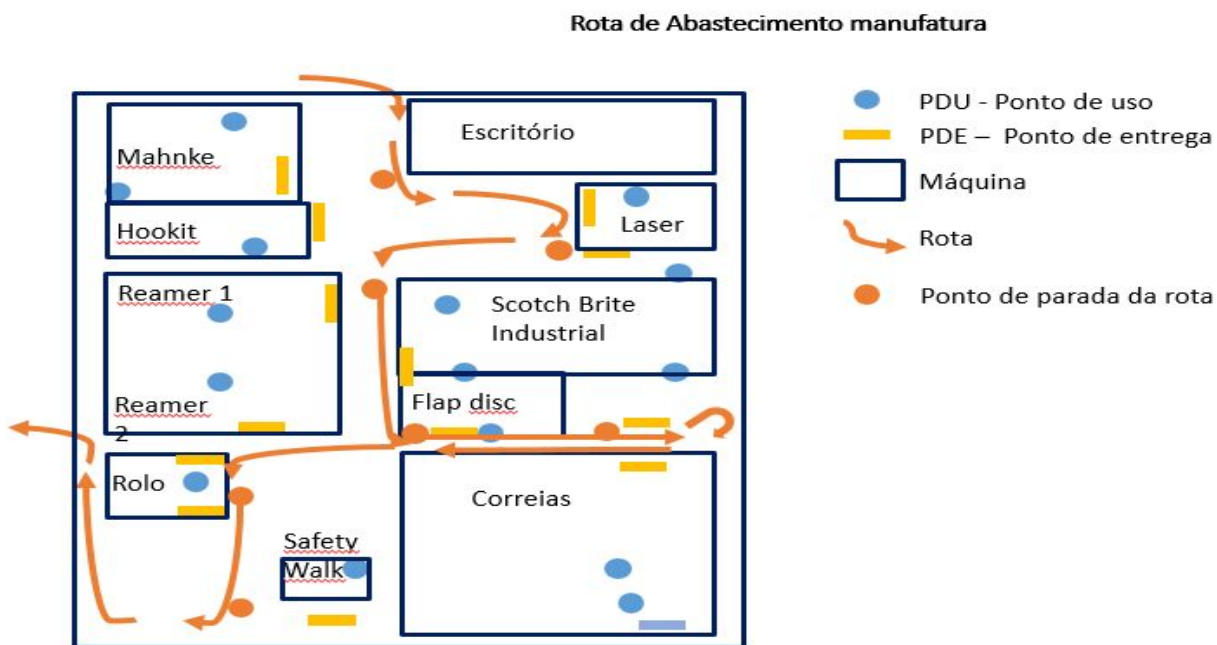 Rota de Abastecimento manufatura
PDU - Ponto de uso
PDE – Ponto de entrega
Máquina
Rota
Ponto de parada da rota
Escritório
Mahnke
Laser
Hookit
Reamer 1
Scotch Brite
Industrial
Reamer
2
Flap disc
Rolo
Correias
Safety
Walk